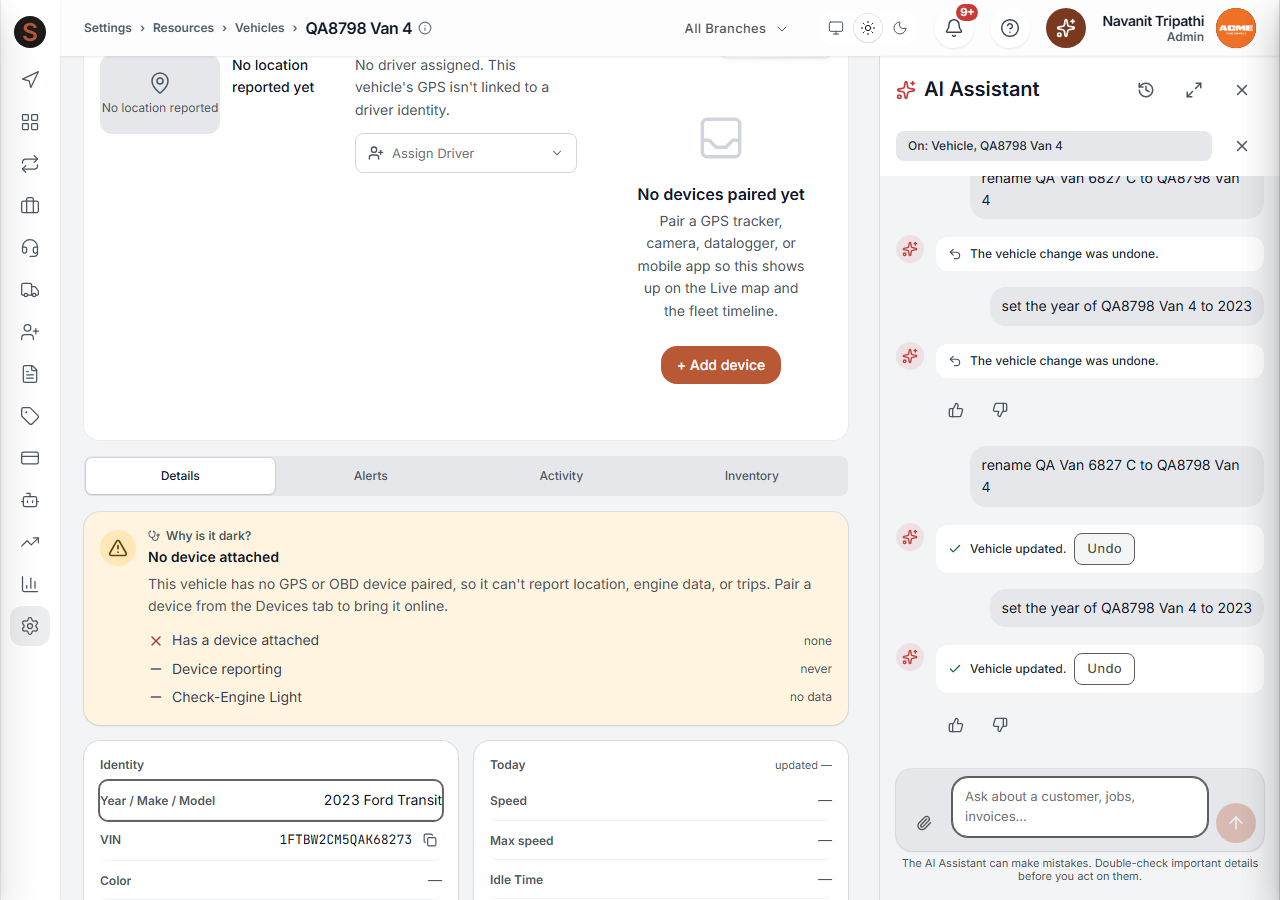 S
Settings › Resources › Vehicles › QA8798 Van 4
All Branches
9+
Navanit Tripathi
Admin
ACME
No location reported
No location
reported yet
No driver assigned. This
vehicle's GPS isn't linked to a
driver identity.
Assign Driver
No devices paired yet
Pair a GPS tracker,
camera, datalogger, or
mobile app so this shows
up on the Live map and
the fleet timeline.
+ Add device
Details
Alerts
Activity
Inventory
Why is it dark?
No device attached
This vehicle has no GPS or OBD device paired, so it can't report location, engine data, or trips. Pair a
device from the Devices tab to bring it online.
Has a device attached none
Device reporting never
Check-Engine Light no data
Identity
Year / Make / Model 2023 Ford Transit
VIN 1FTBW2CM5QAK68273
Color —
Today updated —
Speed —
Max speed —
Idle Time —
AI Assistant
On: Vehicle, QA8798 Van 4
rename QA Van 6827 C to QA8798 Van
4
The vehicle change was undone.
set the year of QA8798 Van 4 to 2023
The vehicle change was undone.
rename QA Van 6827 C to QA8798 Van
4
Vehicle updated. Undo
set the year of QA8798 Van 4 to 2023
Vehicle updated. Undo
Ask about a customer, jobs,
invoices...
The AI Assistant can make mistakes. Double-check important details
before you act on them.